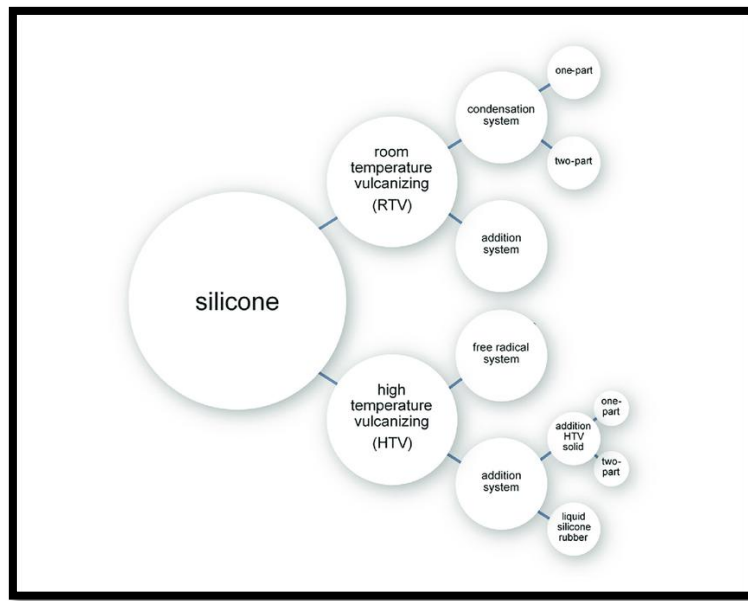 silicone
room
temperature
vulcanizing
(RTV)
condensation
system
one-part
two-part
addition
system
high
temperature
vulcanizing
(HTV)
free radical
system
addition
system
addition
HTV
solid
one-
part
two-
part
liquid
silicone
rubber